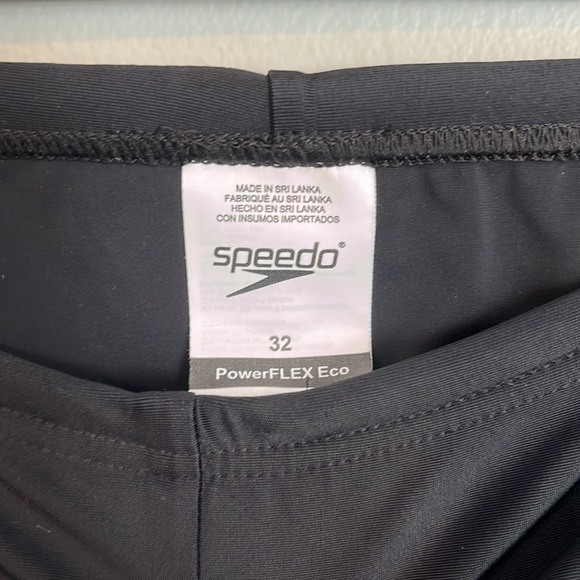 MADE IN SRI LANKA
FABRIQUÉ AU SRI LANKA
HECHO EN SRI LANKA
CON INSUMOS IMPORTADOS
speedo®
32
PowerFLEX Eco